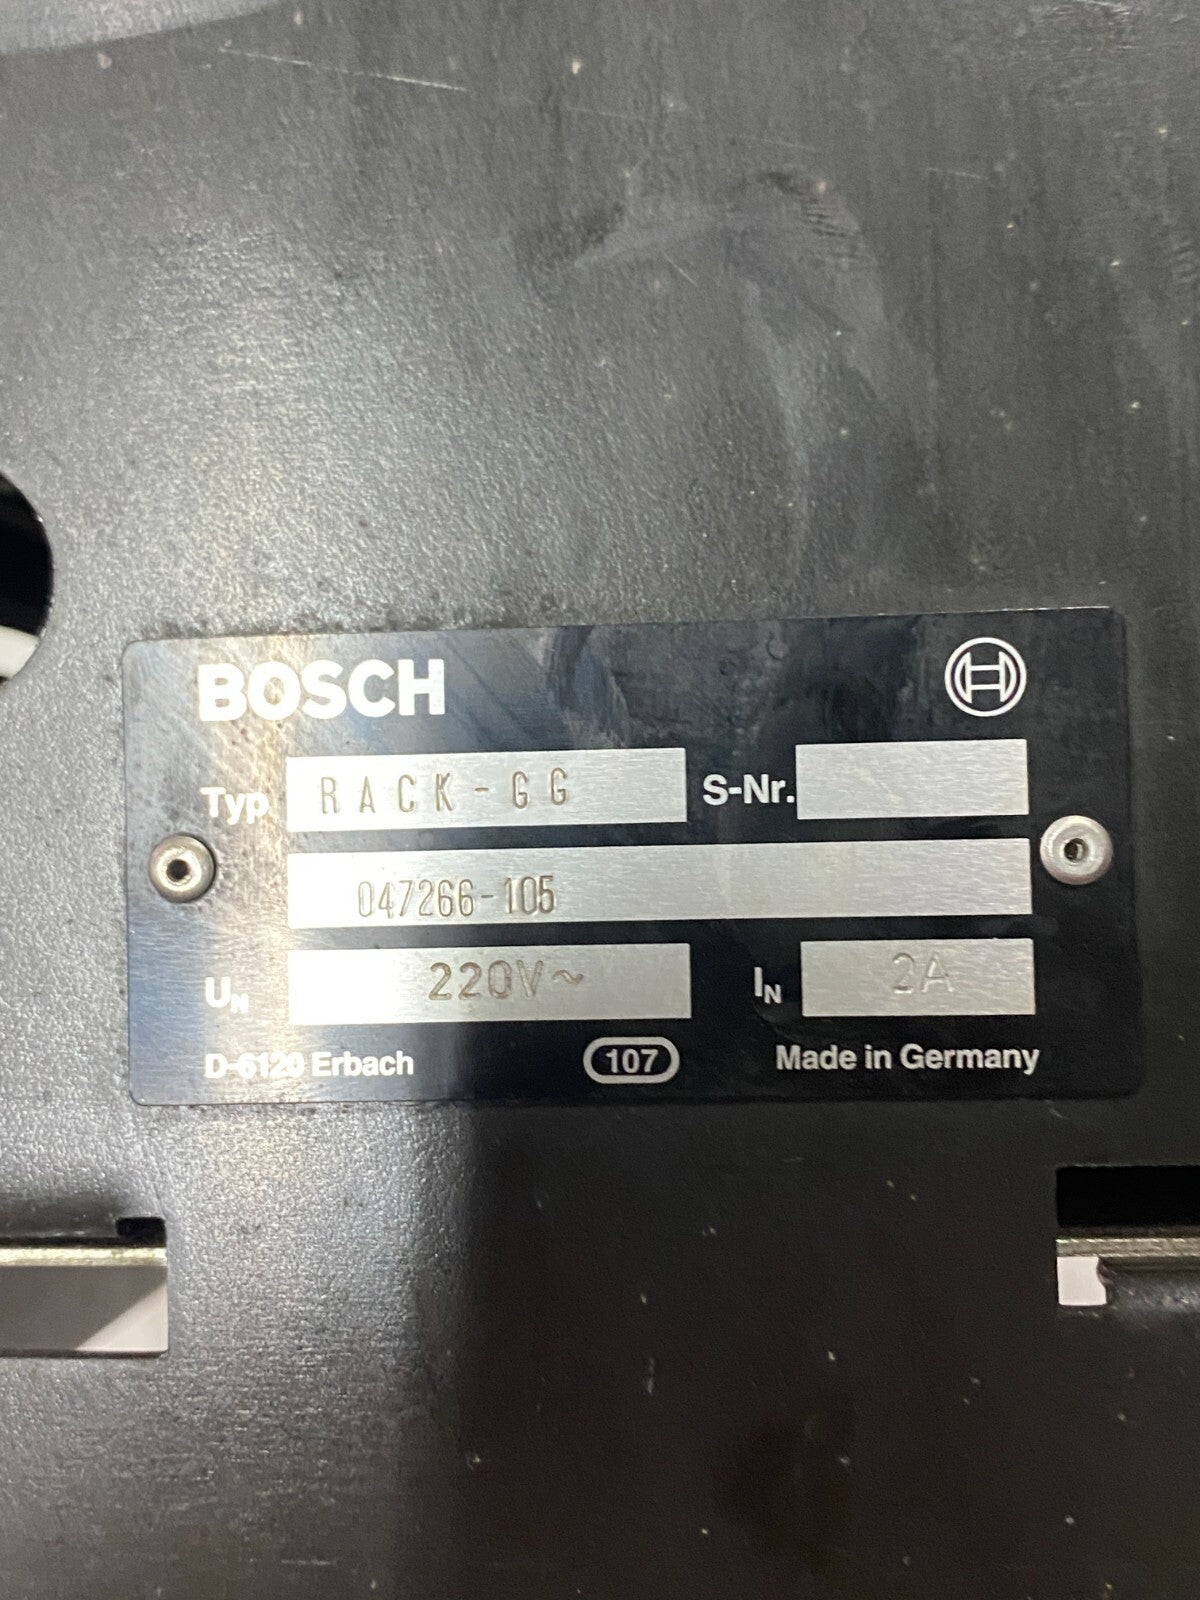 BOSCH
Typ RACK-GG S-Nr.
047266-105
UN 220V~ IN 2A
D-6120 Erbach 107 Made in Germany